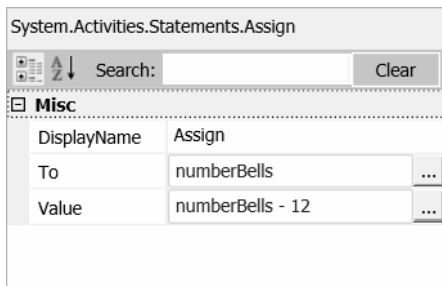 System.Activities.Statements.Assign
Search: Clear
Misc
DisplayName Assign
To numberBells ...
Value numberBells - 12 ...